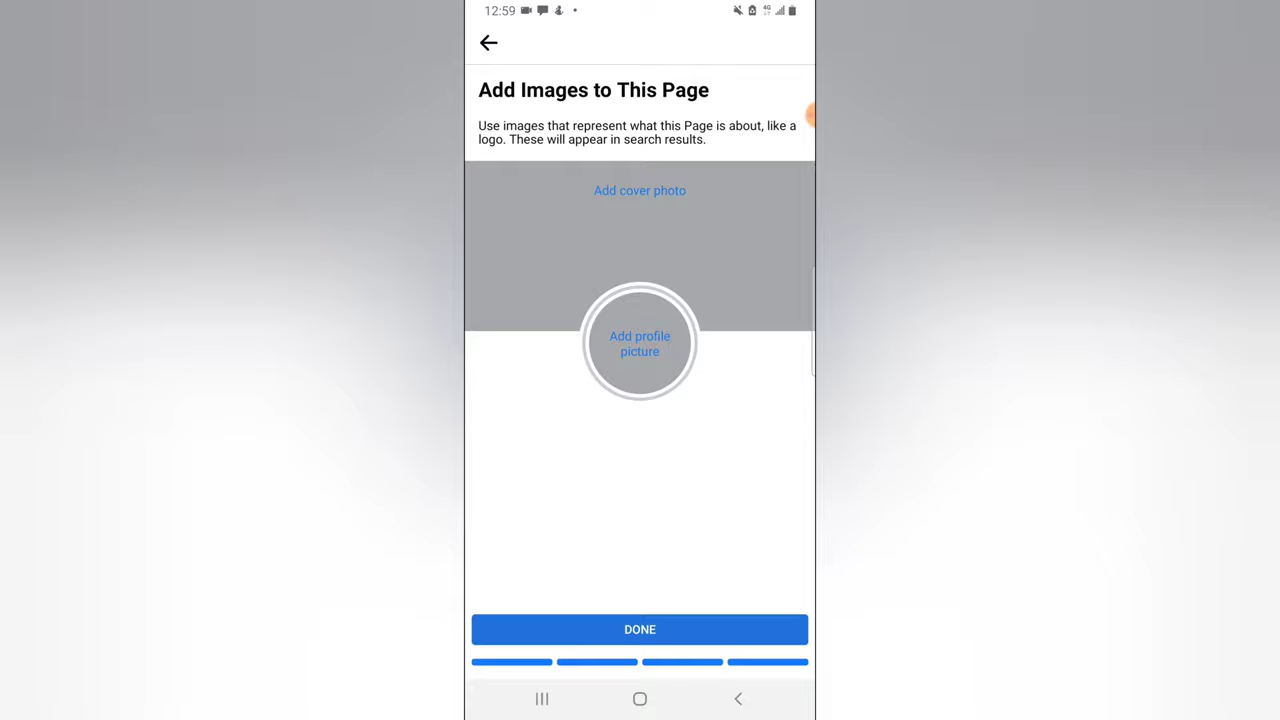 12:59
4G
Add Images to This Page
Use images that represent what this Page is about, like a
logo. These will appear in search results.
Add cover photo
Add profile
picture
DONE